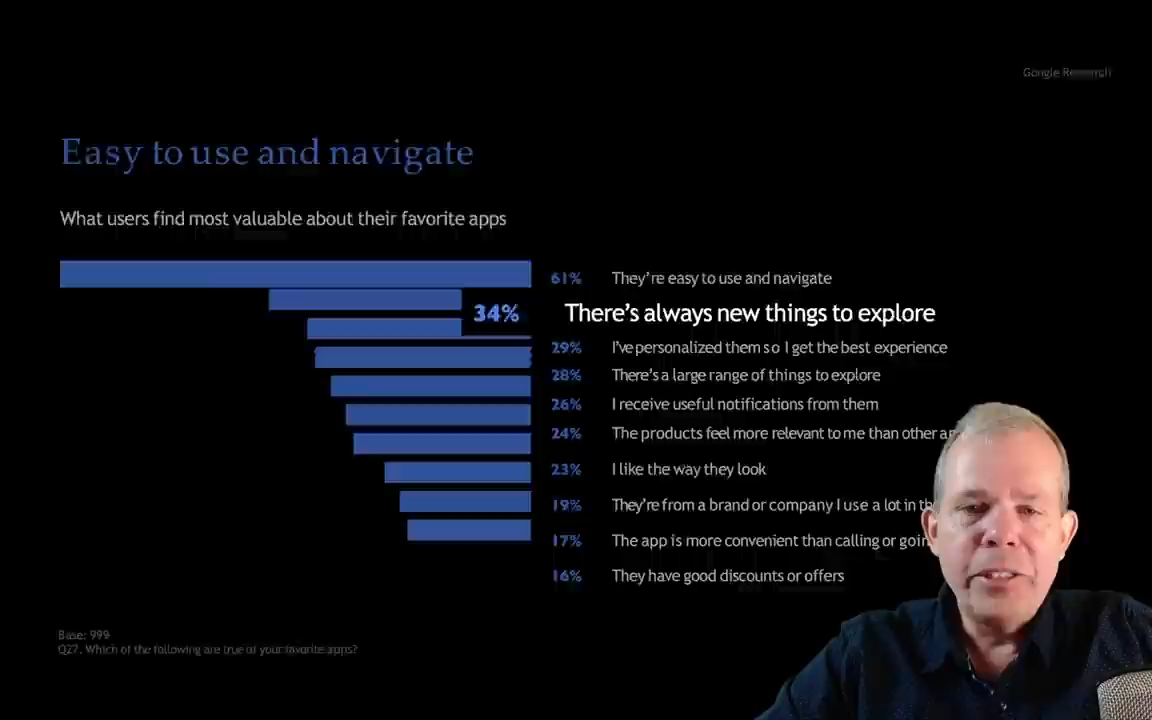 Google Research
Easy to use and navigate
What users find most valuable about their favorite apps
61% They're easy to use and navigate
34% There's always new things to explore
29% I've personalized them so I get the best experience
28% There's a large range of things to explore
26% I receive useful notifications from them
24% The products feel more relevant to me than other
23% I like the way they look
19% They're from a brand or company I use a lot in
17% The app is more convenient than calling or
16% They have good discounts or offers
Base: 999
Q27. Which of the following are true of your favorite apps?